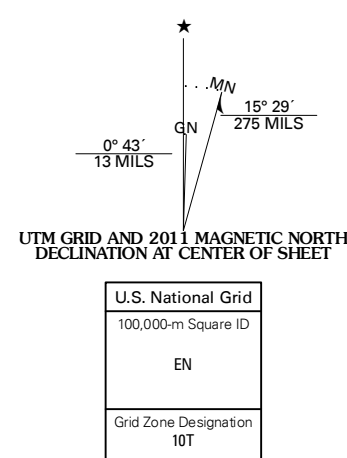 ★
MN
GN
15° 29´
275 MILS
0° 43´
13 MILS
UTM GRID AND 2011 MAGNETIC NORTH
DECLINATION AT CENTER OF SHEET
U.S. National Grid
100,000-m Square ID
EN
Grid Zone Designation
10T